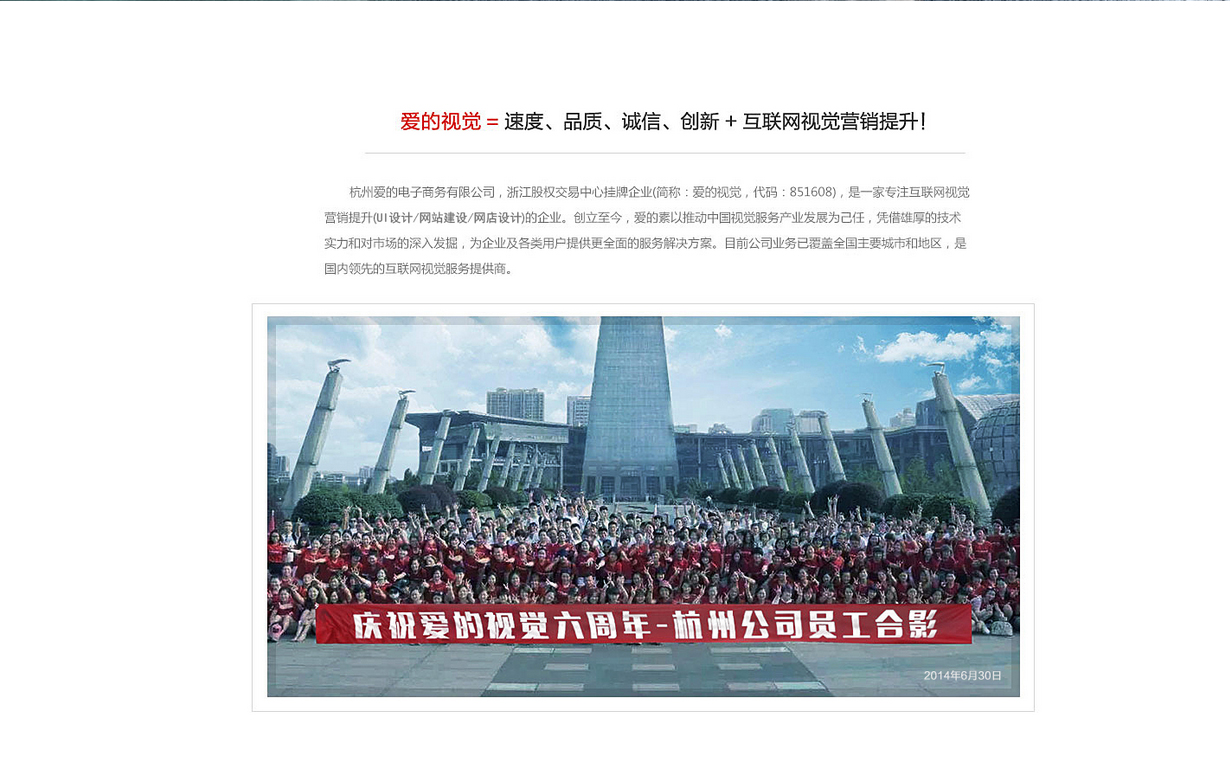 爱的视觉 = 速度、品质、诚信、创新 + 互联网视觉营销提升!
杭州爱的电子商务有限公司，浙江股权交易中心挂牌企业(简称：爱的视觉，代码：851608)，是一家专注互联网视觉
营销提升(UI设计/网站建设/网店设计)的企业。创立至今，爱的素以推动中国视觉服务产业发展为己任，凭借雄厚的技术
实力和对市场的深入发掘，为企业及各类用户提供更全面的服务解决方案。目前公司业务已覆盖全国主要城市和地区，是
国内领先的互联网视觉服务提供商。
庆祝爱的视觉六周年-杭州公司员工合影
2014年6月30日